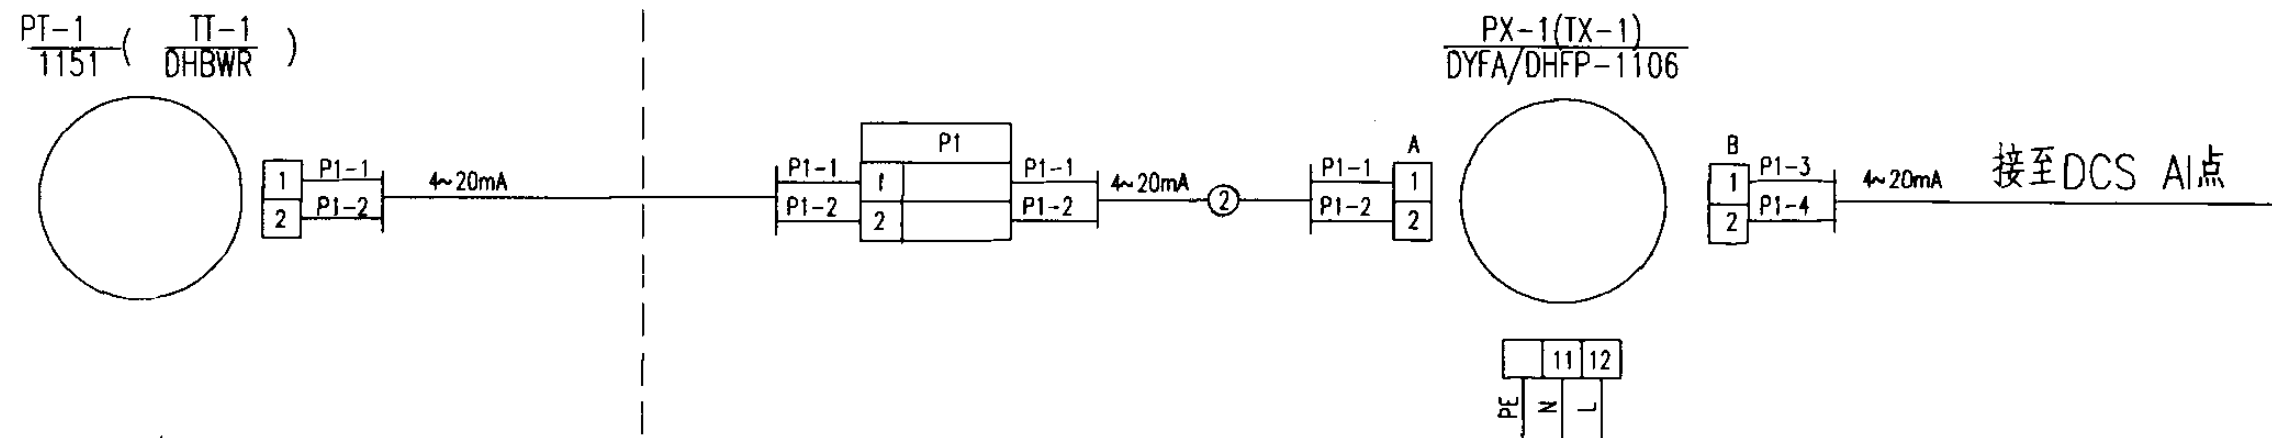 PT-1 ( TT-1 )
1151 DHBWR
PX-1(TX-1)
DYFA/DHFP-1106
1 P1-1
2 P1-2
4~20mA
P1
P1-1 1 P1-1
P1-2 2 P1-2
4~20mA
2
A
P1-1 1
P1-2 2
B
1 P1-3
2 P1-4
4~20mA
接至DCS AI点
11 12
PE N L